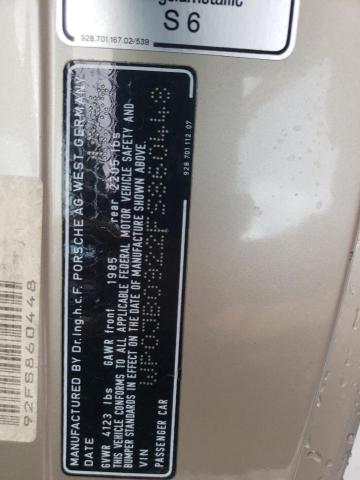 S 6
928.701.167.02/539
MANUFACTURED BY Dr.Ing.h.c.F. PORSCHE AG-WEST GERMANY
DATE
GVWR 4123 lbs GAWR front 1985 rear 2205 lbs
THIS VEHICLE CONFORMS TO ALL APPLICABLE FEDERAL MOTOR VEHICLE SAFETY AND
BUMPER STANDARDS IN EFFECT ON THE DATE OF MANUFACTURE SHOWN ABOVE.
VIN WP0JB092 FS860448
PASSENGER CAR
928 701 112 07
92FS860448